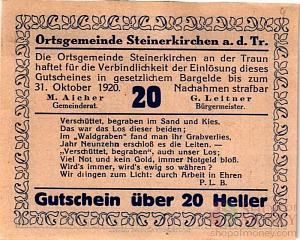 Ortsgemeinde Steinerkirchen a. d. Tr.
Die Ortsgemeinde Steinerkirchen an der Traun
haftet für die Verbindlichkeit der Einlösung dieses
Gutscheines in gesetzlichem Bargelde bis zum
31. Oktober 1920. 20 Nachahmen strafbar
M. Aicher G. Leitner
Gemeinderat. Bürgermeister.
Verschüttet, begraben im Sand und Kies,
Das war das Los dieser beiden;
Im "Waldgraben" fand man ihr Grabverlies,
Jahr Neunzehn erschloß es die Leiten. —
„Verschüttet, begraben", auch unser Los;
Viel Not und kein Gold, immer Notgeld bloß.
Wird's immer, wird's ewig so währen?
Wir dringen zum Licht: durch Arbeit in Ehren
P. L. B.
Gutschein über 20 Heller
shopofmoney.com